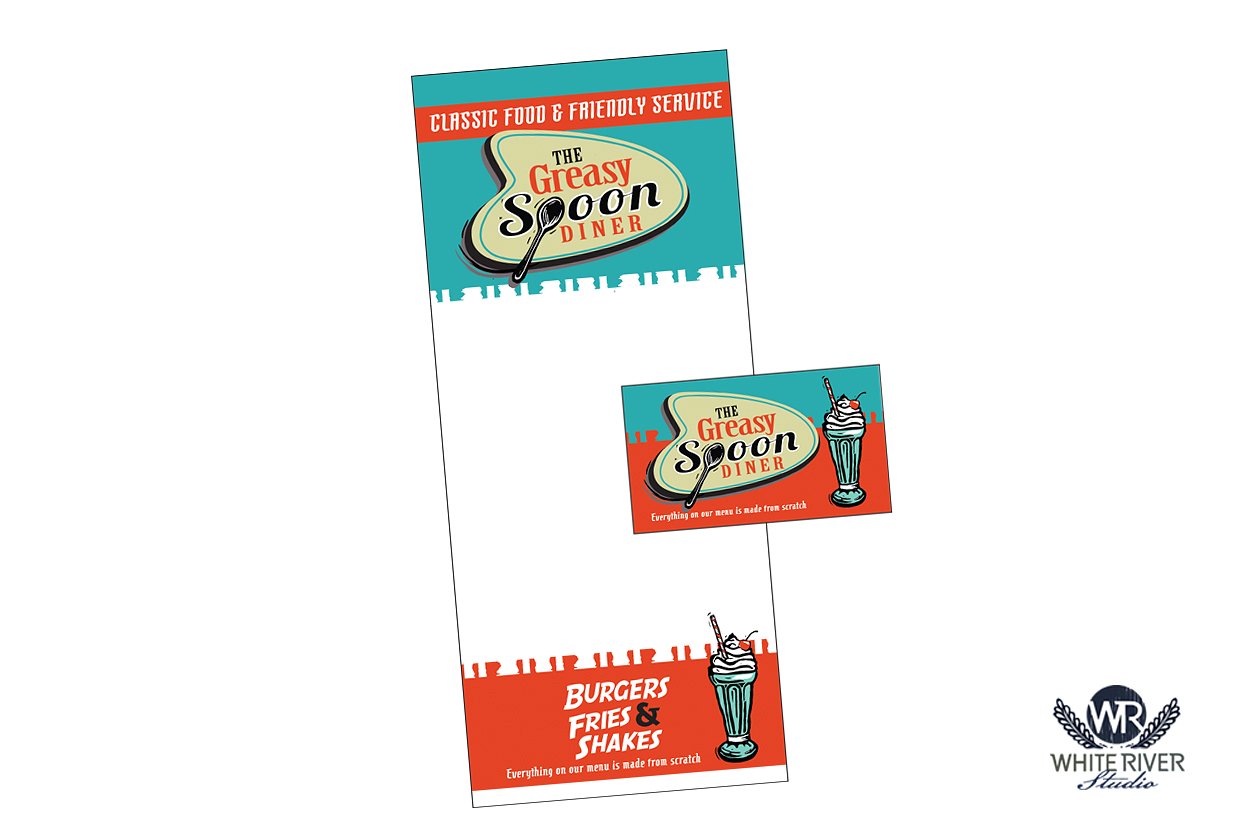 CLASSIC FOOD & FRIENDLY SERVICE
THE
Greasy
Spoon
DINER
THE
Greasy
Spoon
DINER
Everything on our menu is made from scratch
BURGERS
FRIES &
SHAKES
Everything on our menu is made from scratch
WR
WHITE RIVER
Studio